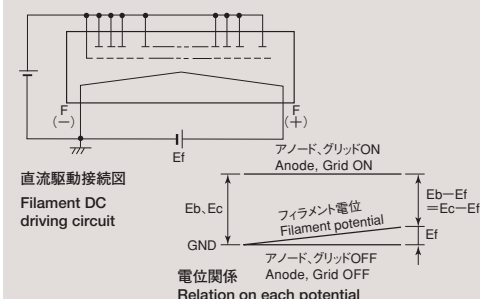 F
(−)
F
(+)
Ef
直流駆動接続図
Filament DC
driving circuit
アノード、グリッドON
Anode, Grid ON
Eb、Ec
フィラメント電位
Filament potential
Eb−Ef
=Ec−Ef
Ef
GND
アノード、グリッドOFF
Anode, Grid OFF
電位関係
Relation on each potential